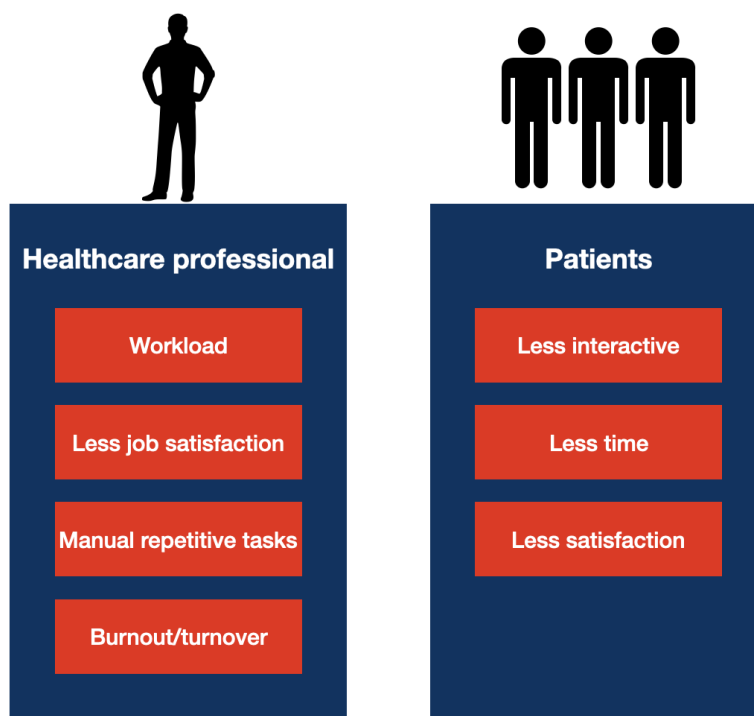 Healthcare professional
Workload
Less job satisfaction
Manual repetitive tasks
Burnout/turnover
Patients
Less interactive
Less time
Less satisfaction